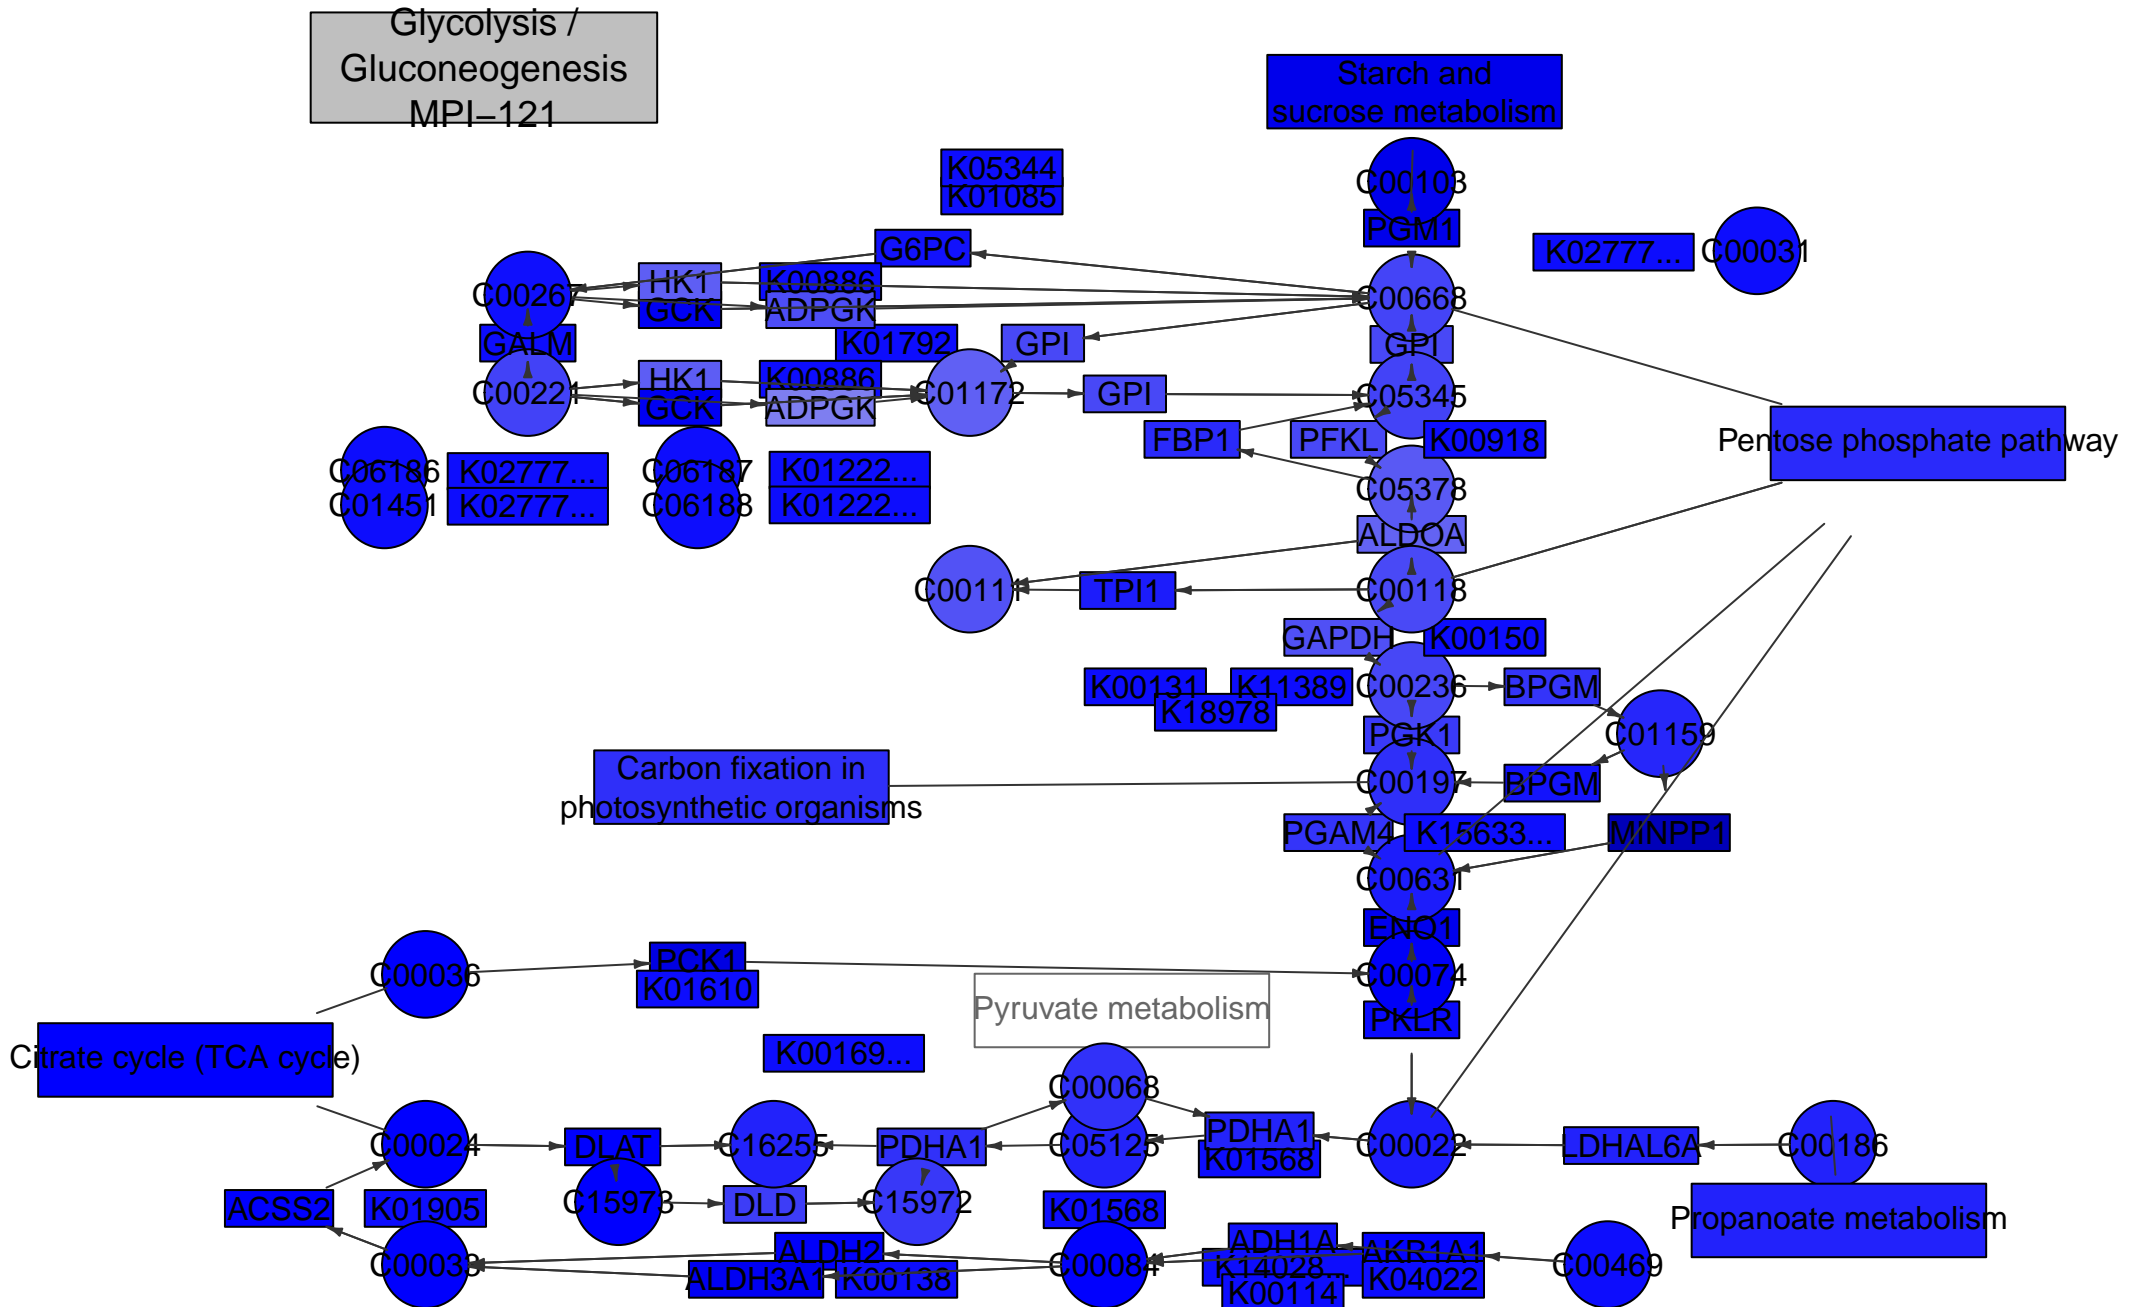 Glycolysis /
Gluconeogenesis
MPI–121
Starch and
sucrose metabolism
K05344
K01085
C00103
PGM1
G6PC
K02777...
C00031
C00267
HK1
K00886
GCK
ADPGK
C00668
GALM
K01792
GPI
GPI
C00221
HK1
K00886
GCK
ADPGK
C01172
GPI
C05345
FBP1
PFKL
K00918
Pentose phosphate pathway
C06186
K02777...
C06187
K01222...
C05378
C01451
K02777...
C06188
K01222...
ALDOA
C00111
TPI1
C00118
GAPDH
K00150
K00131
K11389
C00236
BPGM
K18978
PGK1
C01159
Carbon fixation in
photosynthetic organisms
C00197
BPGM
PGAM4
K15633...
MINPP1
C00631
ENO1
C00036
PCK1
K01610
C00074
Pyruvate metabolism
PKLR
Citrate cycle (TCA cycle)
K00169...
C00068
C00024
DLAT
C16255
PDHA1
C05125
PDHA1
K01568
C00022
LDHAL6A
C00186
ACSS2
K01905
C15973
DLD
C15972
K01568
Propanoate metabolism
C00033
ALDH2
ALDH3A1
K00138
C00084
ADH1A
K14028...
K00114
AKR1A1
K04022
C00469